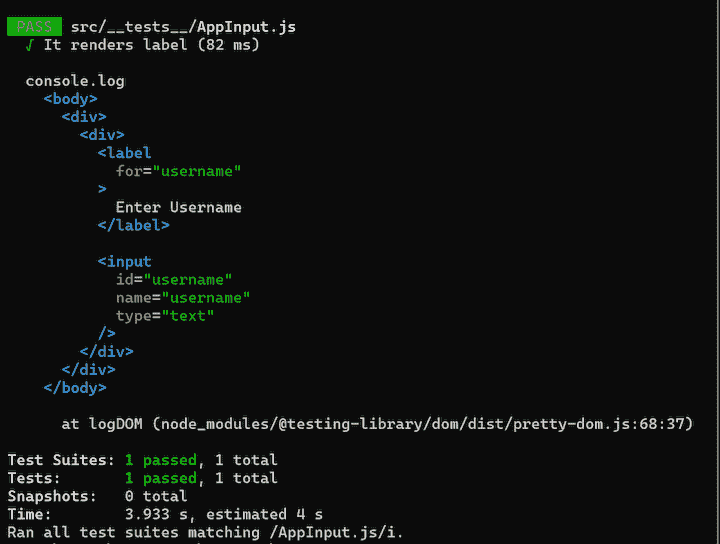 PASS src/__tests__/AppInput.js
√ It renders label (82 ms)
console.log
<body>
<div>
<div>
<label
for="username"
>
Enter Username
</label>
<input
id="username"
name="username"
type="text"
/>
</div>
</div>
</body>
at logDOM (node_modules/@testing-library/dom/dist/pretty-dom.js:68:37)
Test Suites: 1 passed, 1 total
Tests: 1 passed, 1 total
Snapshots: 0 total
Time: 3.933 s, estimated 4 s
Ran all test suites matching /AppInput.js/i.